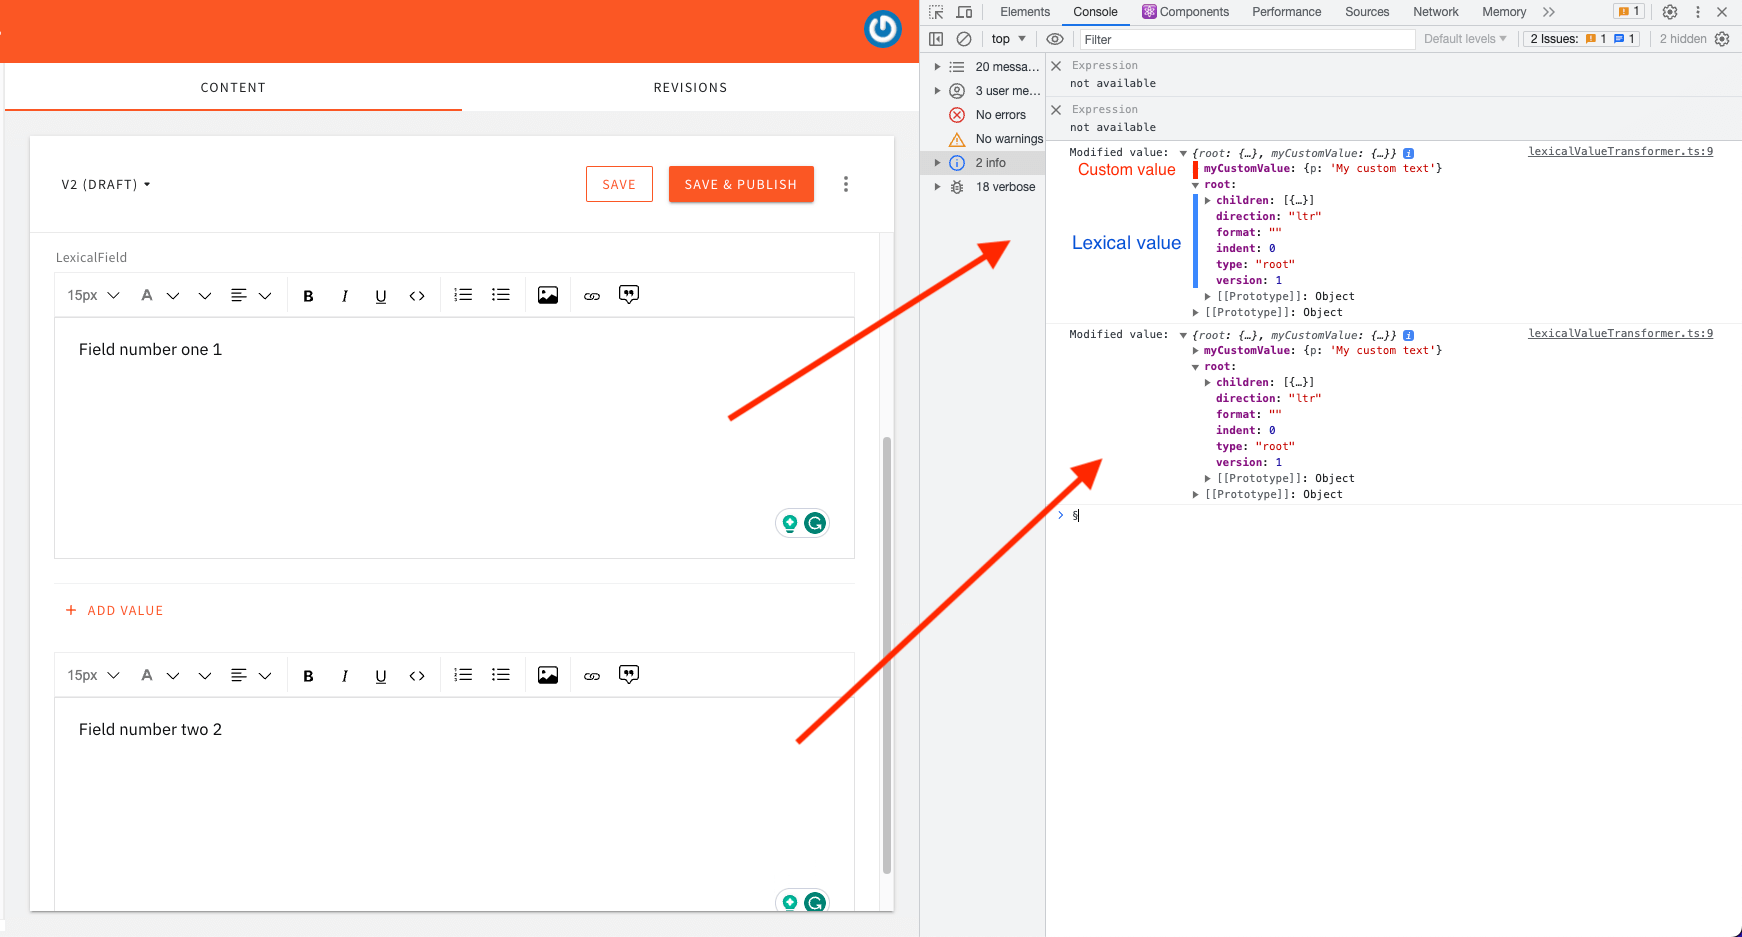 CONTENT
REVISIONS
V2 (DRAFT)
SAVE
SAVE & PUBLISH
LexicalField
15px A B I U <>
Field number one 1
+ ADD VALUE
15px A B I U <>
Field number two 2
Elements Console Components Performance Sources Network Memory 1
top Filter Default levels 2 Issues: 1 1 2 hidden
20 messa...
3 user me...
No errors
No warnings
2 info
18 verbose
Expression
not available
Expression
not available
Modified value: {root: {…}, myCustomValue: {…}} i lexicalValueTransformer.ts:9
Custom value
myCustomValue: {p: 'My custom text'}
root:
children: [{…}]
direction: "ltr"
format: ""
Lexical value
indent: 0
type: "root"
version: 1
[[Prototype]]: Object
[[Prototype]]: Object
Modified value: {root: {…}, myCustomValue: {…}} i lexicalValueTransformer.ts:9
myCustomValue: {p: 'My custom text'}
root:
children: [{…}]
direction: "ltr"
format: ""
indent: 0
type: "root"
version: 1
[[Prototype]]: Object
[[Prototype]]: Object
> §